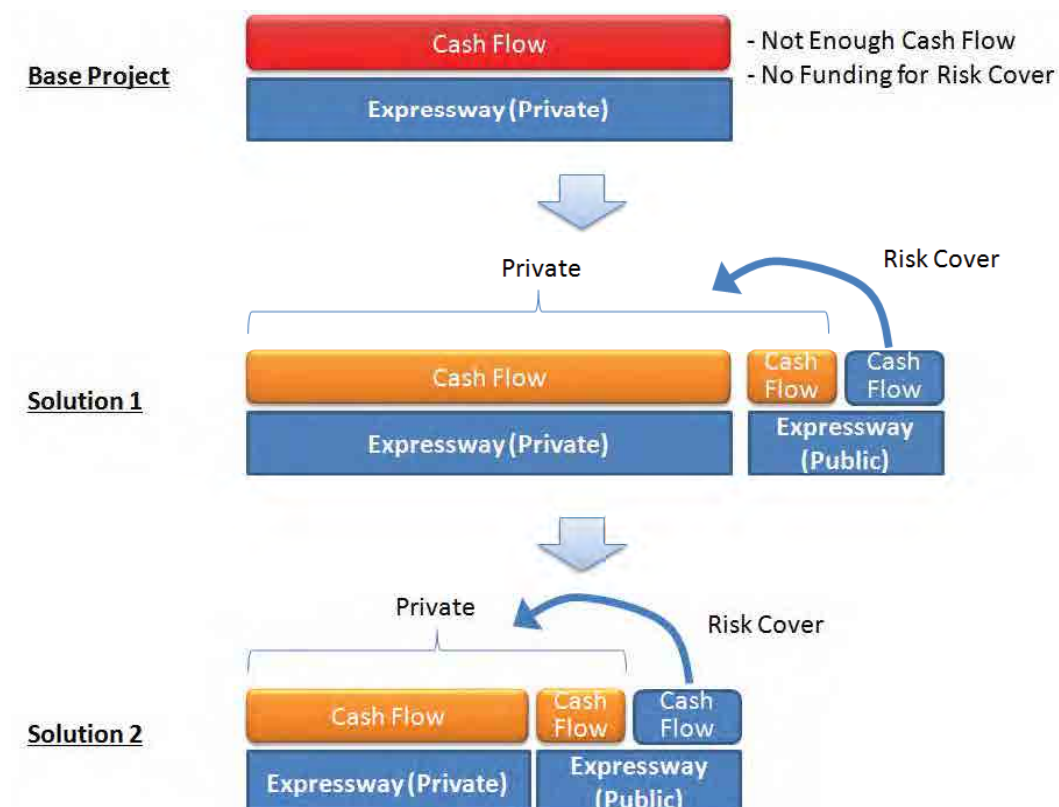 Cash Flow
- Not Enough Cash Flow
- No Funding for Risk Cover
Base Project
Expressway (Private)
Private
Risk Cover
Cash Flow
Cash
Flow
Cash
Flow
Solution 1
Expressway (Private)
Expressway
(Public)
Private
Risk Cover
Cash Flow
Cash
Flow
Cash
Flow
Solution 2
Expressway (Private)
Expressway
(Public)